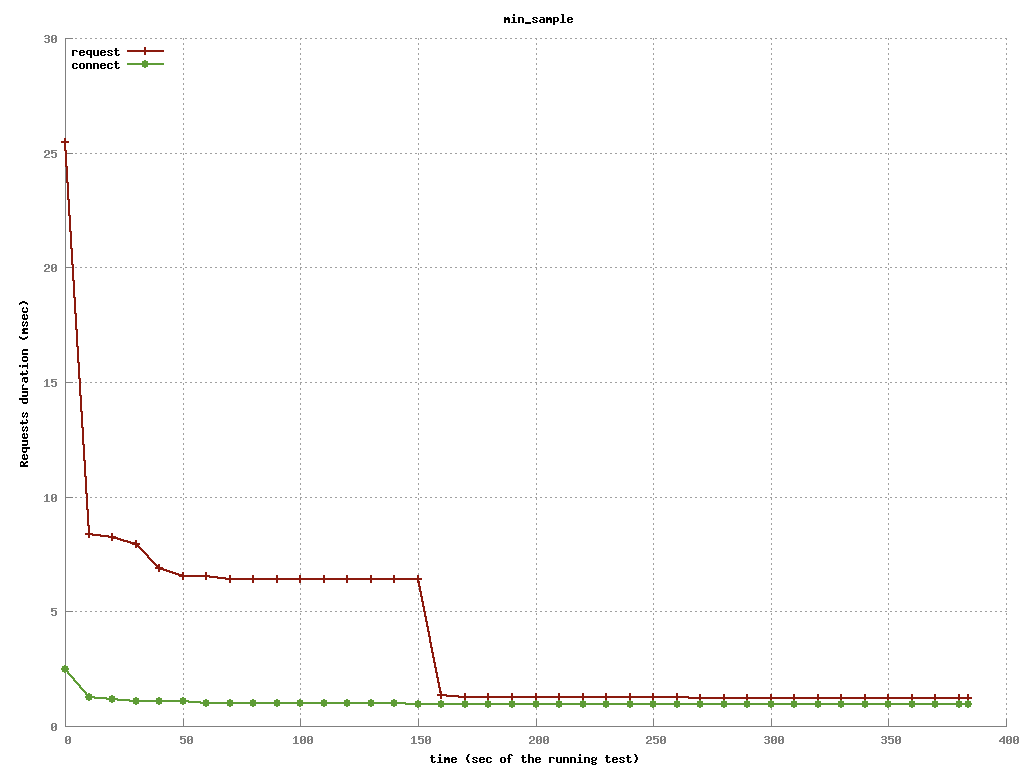 min_sample
request
connect
30
25
20
15
10
5
0
Requests duration (msec)
0 50 100 150 200 250 300 350 400
time (sec of the running test)